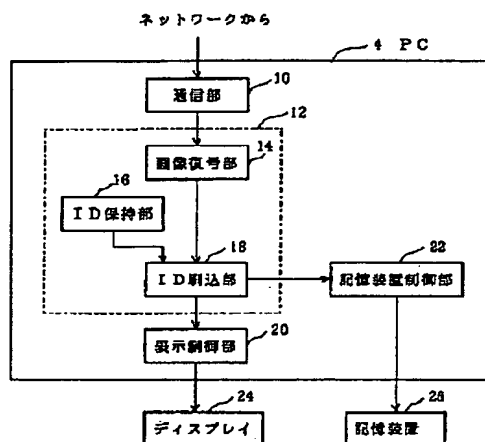 ネットワークから
4 PC
10
通信部
12
14
画像復号部
16
ID保持部
18
ID刷込部
22
記憶装置制御部
20
表示制御部
24
ディスプレイ
26
記憶装置